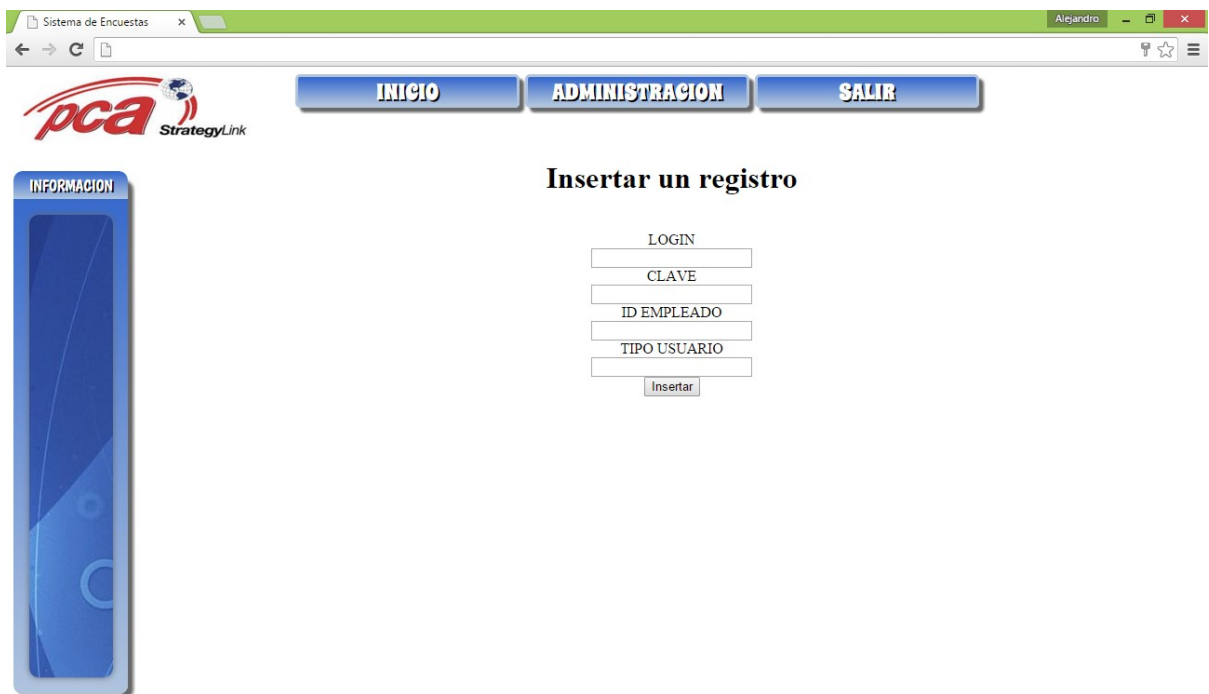 Sistema de Encuestas
Alejandro
INICIO
ADMINISTRACION
SALIR
pca StrategyLink
INFORMACION
Insertar un registro
LOGIN
CLAVE
ID EMPLEADO
TIPO USUARIO
Insertar